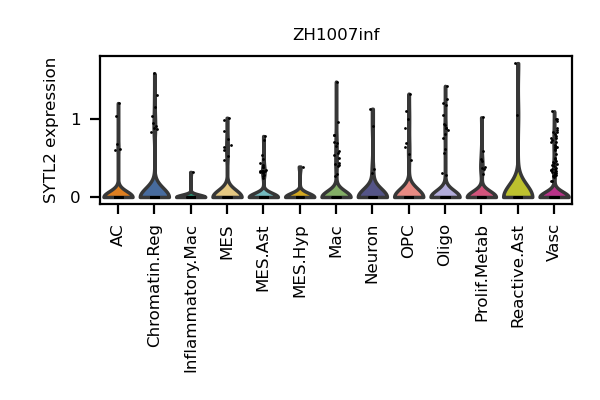 ZH1007inf
SYTL2 expression
1
0
AC
Chromatin.Reg
Inflammatory.Mac
MES
MES.Ast
MES.Hyp
Mac
Neuron
OPC
Oligo
Prolif.Metab
Reactive.Ast
Vasc